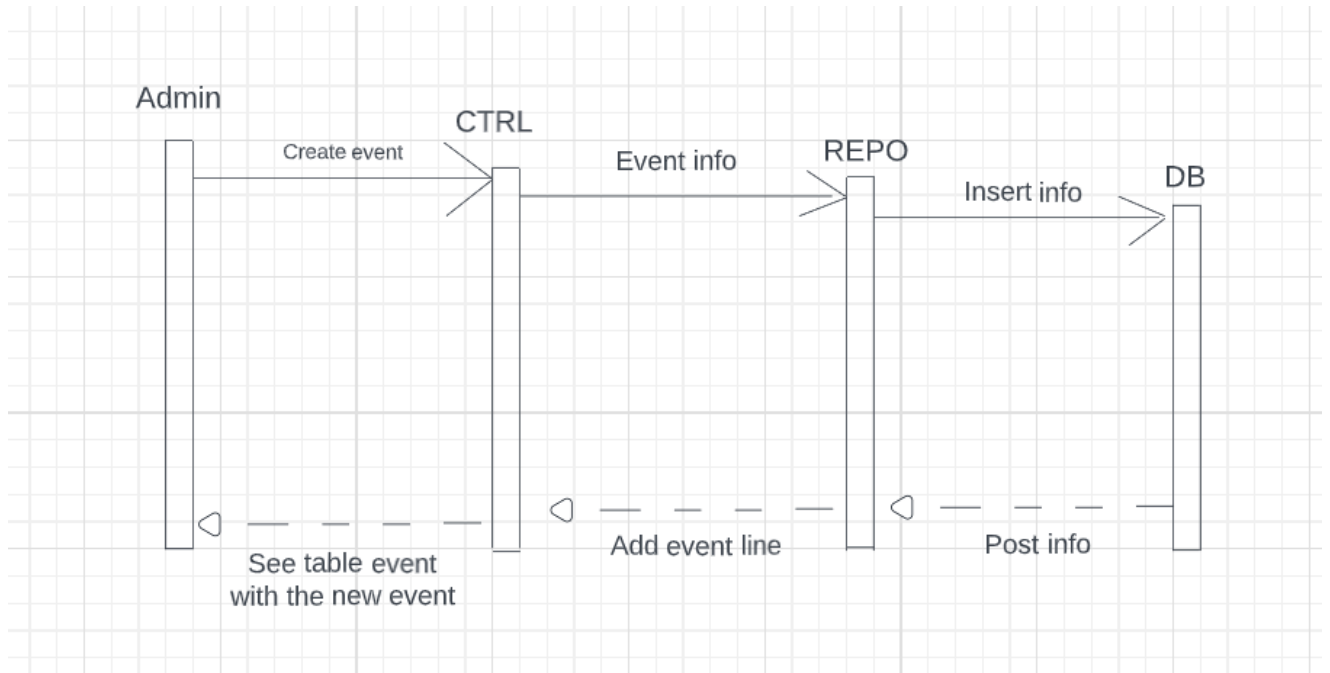 Admin
CTRL
REPO
DB
Create event
Event info
Insert info
Post info
Add event line
See table event
with the new event